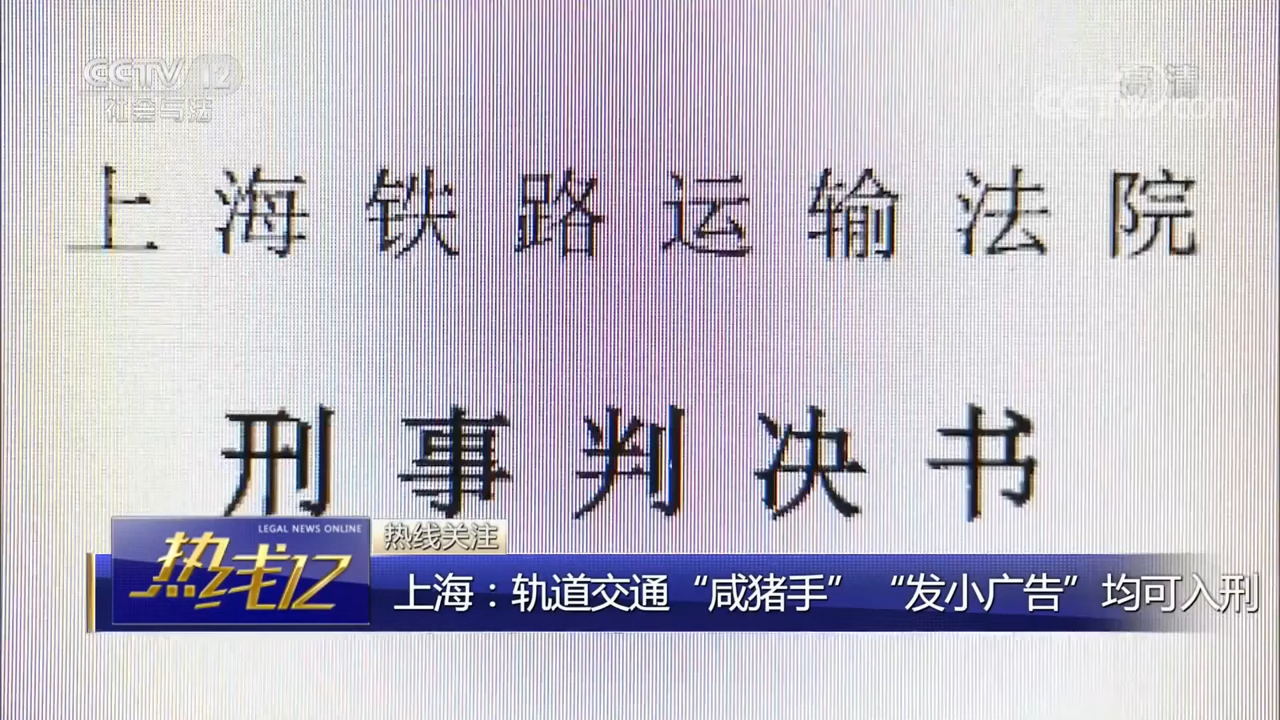 CCTV 12
社会与法
高清
CCTV.com
上海铁路运输法院
刑事判决书
LEGAL NEWS ONLINE
热线12
热线关注
上海：轨道交通“咸猪手” “发小广告”均可入刑